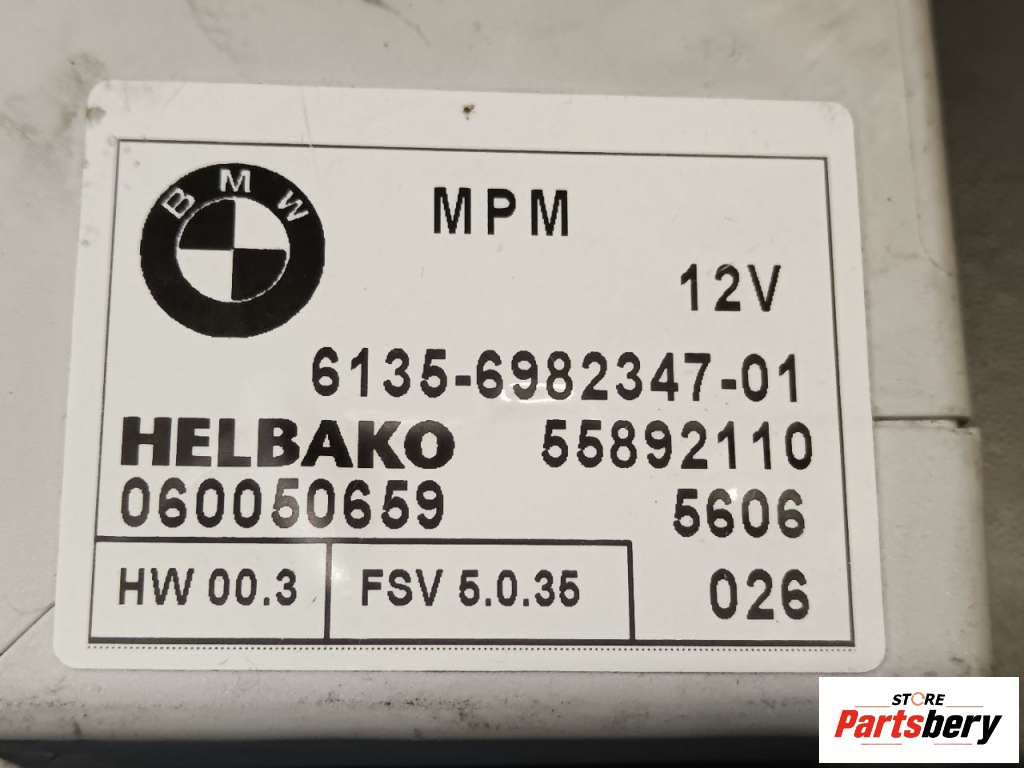 BMW
MPM
12V
6135-6982347-01
HELBAKO 55892110
060050659 5606
HW 00.3 FSV 5.0.35 026
STORE
Partsbery